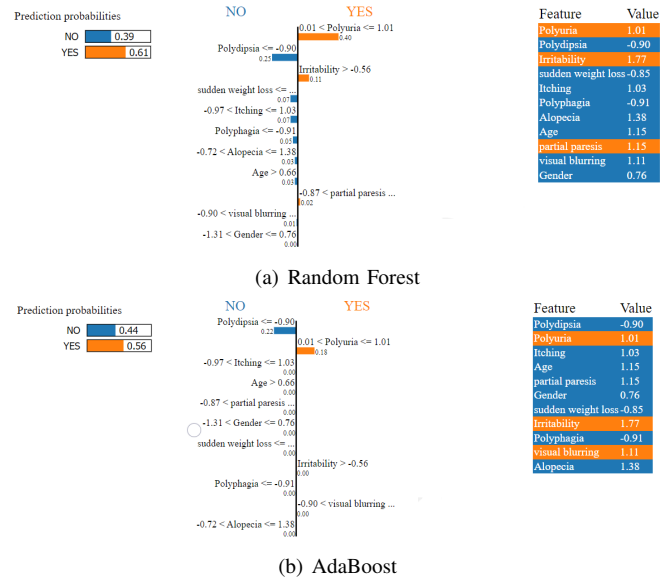 Prediction probabilities
NO 0.39
YES 0.61
NO YES
0.01 < Polyuria <= 1.01
0.40
Polydipsia <= -0.90
0.25
Irritability > -0.56
0.11
sudden weight loss <= ...
0.07
-0.97 < Itching <= 1.03
0.07
Polyphagia <= -0.91
0.05
-0.72 < Alopecia <= 1.38
0.03
Age > 0.66
0.03
-0.87 < partial paresis ...
0.02
-0.90 < visual blurring ...
0.01
-1.31 < Gender <= 0.76
0.00
Feature Value
Polyuria 1.01
Polydipsia -0.90
Irritability 1.77
sudden weight loss -0.85
Itching 1.03
Polyphagia -0.91
Alopecia 1.38
Age 1.15
partial paresis 1.15
visual blurring 1.11
Gender 0.76
(a) Random Forest
Prediction probabilities
NO 0.44
YES 0.56
NO YES
Polydipsia <= -0.90
0.22
0.01 < Polyuria <= 1.01
0.18
-0.97 < Itching <= 1.03
0.00
Age > 0.66
0.00
-0.87 < partial paresis ...
0.00
-1.31 < Gender <= 0.76
0.00
sudden weight loss <= ...
0.00
Irritability > -0.56
0.00
Polyphagia <= -0.91
0.00
-0.90 < visual blurring ...
0.00
-0.72 < Alopecia <= 1.38
0.00
Feature Value
Polydipsia -0.90
Polyuria 1.01
Itching 1.03
Age 1.15
partial paresis 1.15
Gender 0.76
sudden weight loss -0.85
Irritability 1.77
Polyphagia -0.91
visual blurring 1.11
Alopecia 1.38
(b) AdaBoost